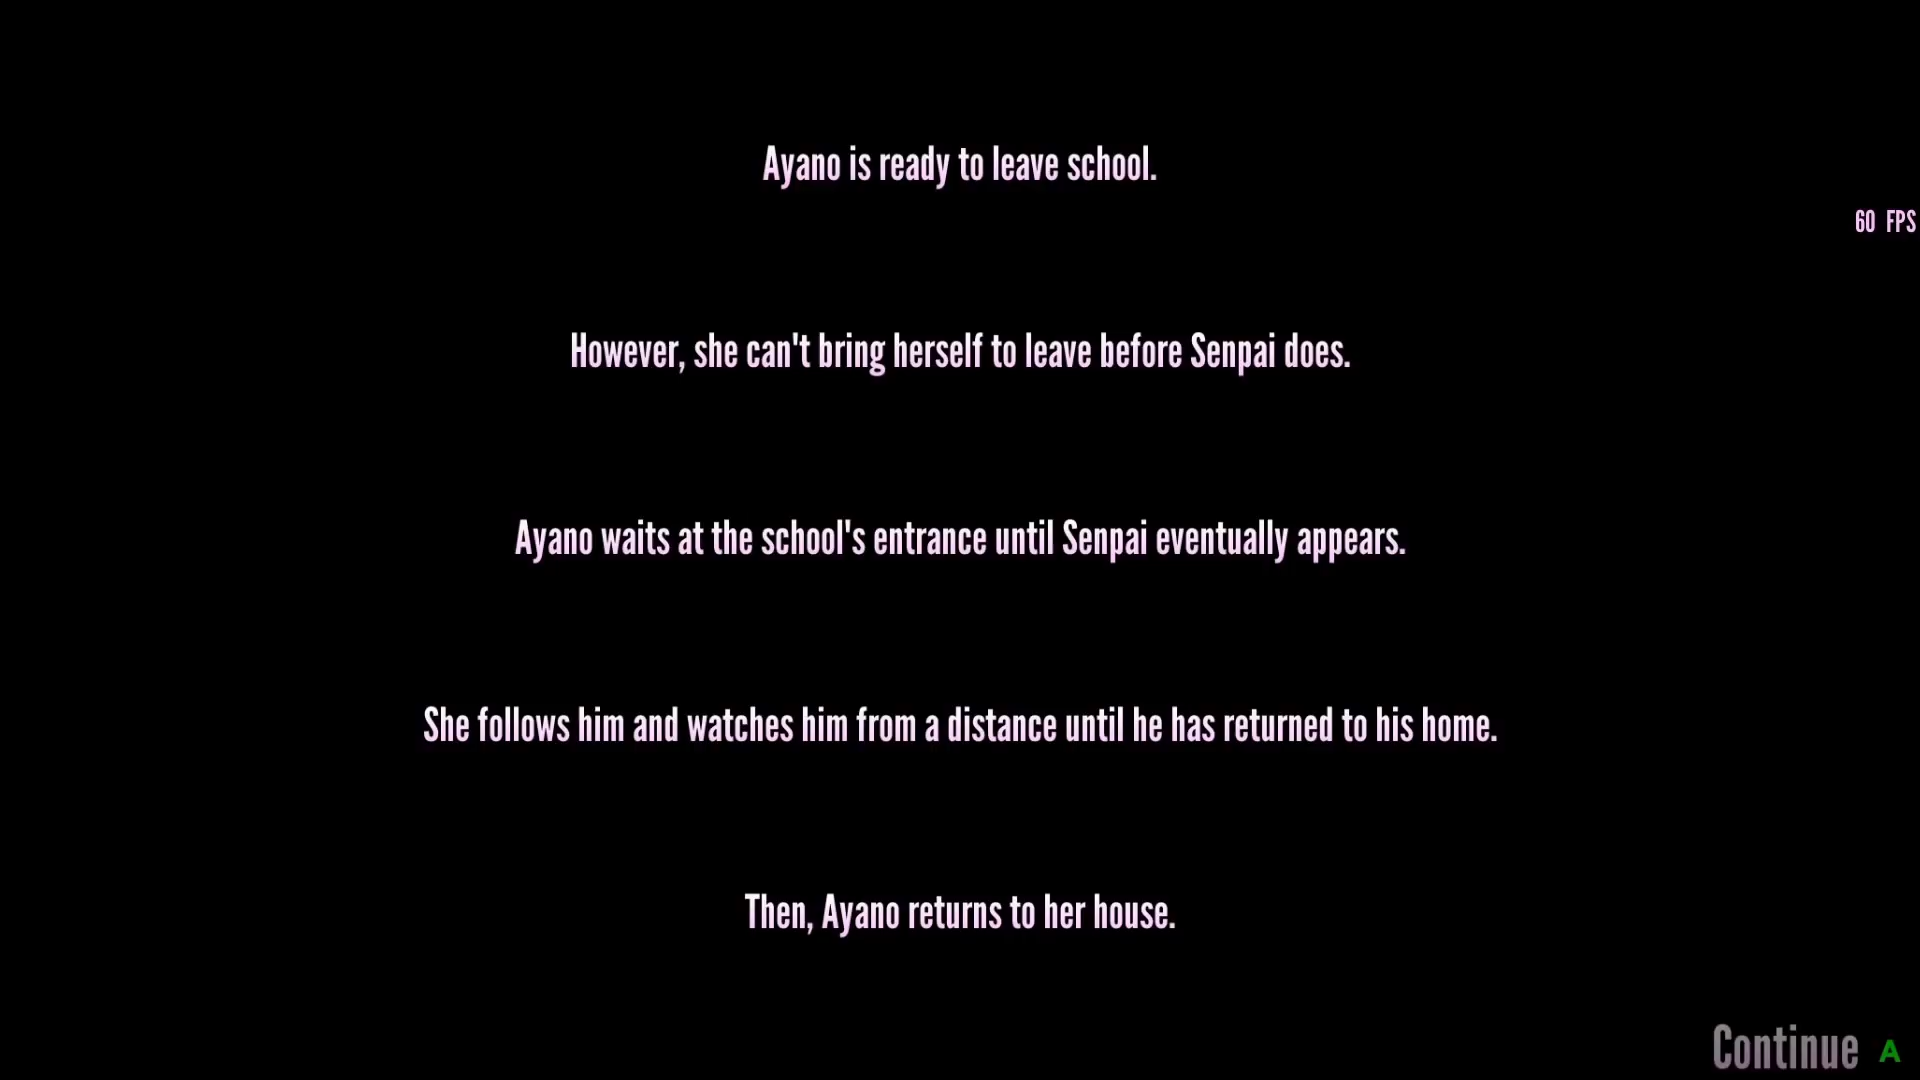 Ayano is ready to leave school.
60 FPS
However, she can't bring herself to leave before Senpai does.
Ayano waits at the school's entrance until Senpai eventually appears.
She follows him and watches him from a distance until he has returned to his home.
Then, Ayano returns to her house.
Continue A